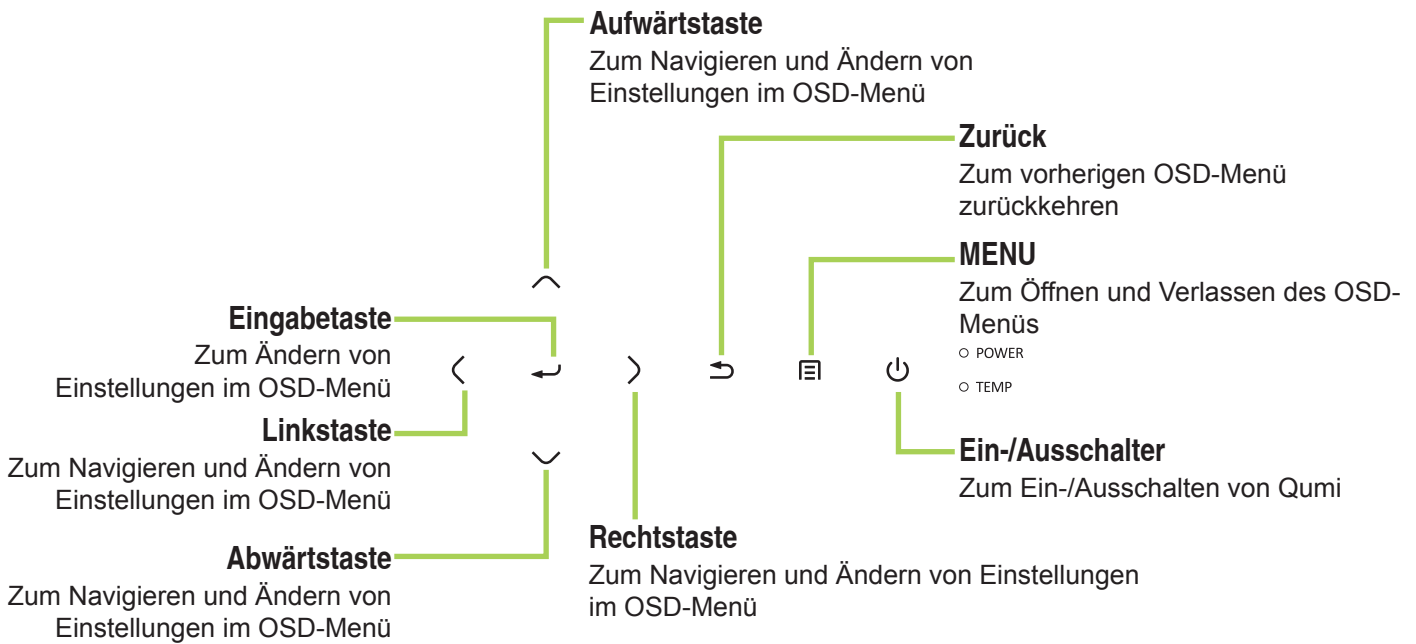 Aufwärtstaste
Zum Navigieren und Ändern von
Einstellungen im OSD-Menü
Zurück
Zum vorherigen OSD-Menü
zurückkehren
MENU
Zum Öffnen und Verlassen des OSD-
Menüs
POWER
TEMP
Eingabetaste
Zum Ändern von
Einstellungen im OSD-Menü
Linkstaste
Zum Navigieren und Ändern von
Einstellungen im OSD-Menü
Abwärtstaste
Zum Navigieren und Ändern von
Einstellungen im OSD-Menü
Rechtstaste
Zum Navigieren und Ändern von Einstellungen
im OSD-Menü
Ein-/Ausschalter
Zum Ein-/Ausschalten von Qumi